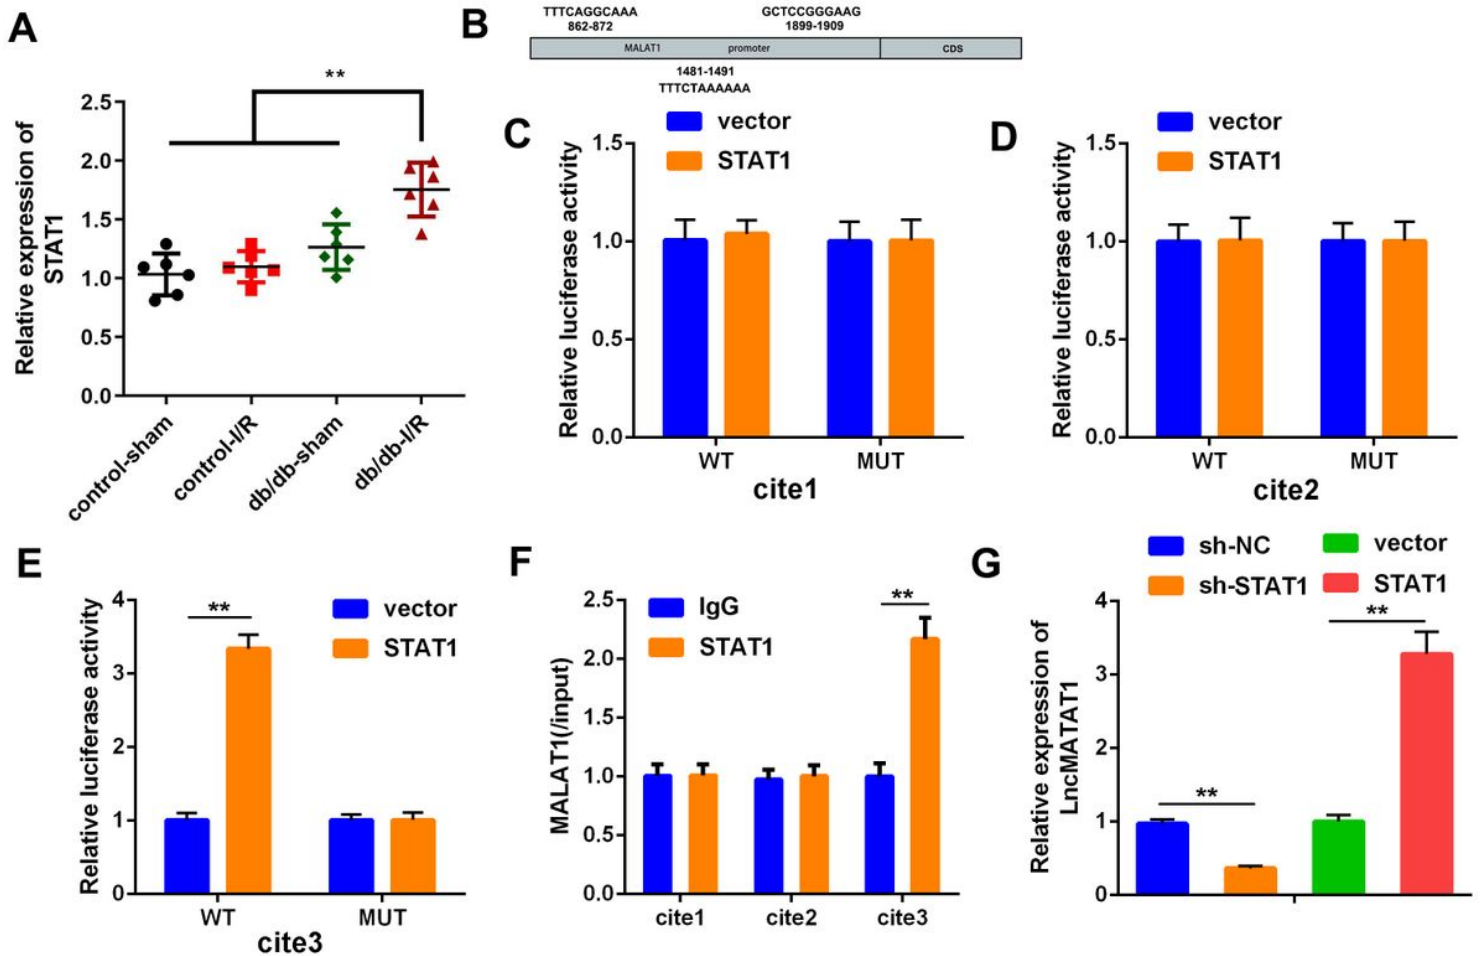 A
**
Relative expression of
STAT1
2.5
2.0
1.5
1.0
0.5
0.0
control-sham
control-I/R
db/db-sham
db/db-I/R
B
TTTCAGGCAAA
862-872
GCTCCGGGAAG
1899-1909
MALAT1 promoter CDS
1481-1491
TTTCTAAAAAA
C
vector
STAT1
Relative luciferase activity
1.5
1.0
0.5
0.0
WT MUT
cite1
D
vector
STAT1
Relative luciferase activity
1.5
1.0
0.5
0.0
WT MUT
cite2
E
**
vector
STAT1
Relative luciferase activity
4
3
2
1
0
WT MUT
cite3
F
IgG
STAT1
**
MALAT1(/input)
2.5
2.0
1.5
1.0
0.5
0.0
cite1 cite2 cite3
G
sh-NC vector
sh-STAT1 STAT1
**
**
Relative expression of
LncMATAT1
4
3
2
1
0